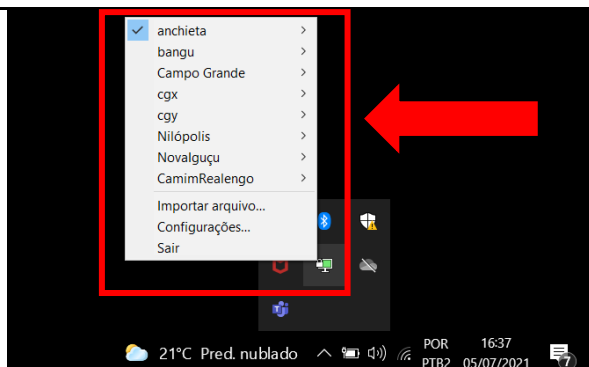 anchieta
bangu
Campo Grande
cgx
cgy
Nilópolis
NovaIguçu
CamimRealengo
Importar arquivo...
Configurações...
Sair
21°C Pred. nublado
POR
PTB2
16:37
05/07/2021
7